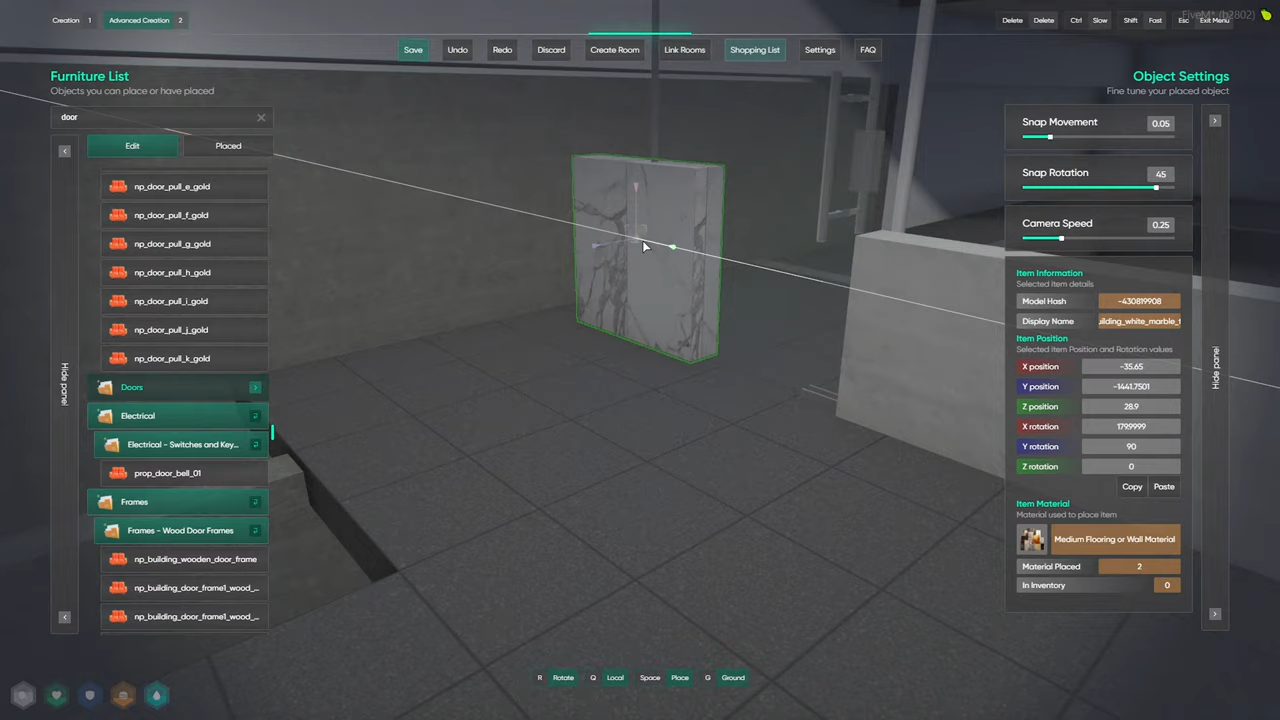 Creation 1 Advanced Creation 2
FiveM® (b2802)
Delete Delete Ctrl Slow Shift Fast Esc Exit Menu
Save Undo Redo Discard Create Room Link Rooms Shopping List Settings FAQ
Furniture List
Objects you can place or have placed
door
Edit Placed
np_door_pull_e_gold
np_door_pull_f_gold
np_door_pull_g_gold
np_door_pull_h_gold
np_door_pull_i_gold
np_door_pull_j_gold
np_door_pull_k_gold
Doors
Electrical
Electrical - Switches and Key...
prop_door_bell_01
Frames
Frames - Wood Door Frames
np_building_wooden_door_frame
np_building_door_frame1_wood_...
np_building_door_frame1_wood_...
Hide panel
Object Settings
Fine tune your placed object
Snap Movement 0.05
Snap Rotation 45
Camera Speed 0.25
Item Information
Selected item details
Model Hash -430819908
Display Name uilding_white_marble_t
Item Position
Selected Item Position and Rotation values
X position -35.65
Y position -1441.7501
Z position 28.9
X rotation 179.9999
Y rotation 90
Z rotation 0
Copy Paste
Item Material
Material used to place item
Medium Flooring or Wall Material
Material Placed 2
In Inventory 0
Hide panel
R Rotate Q Local Space Place G Ground